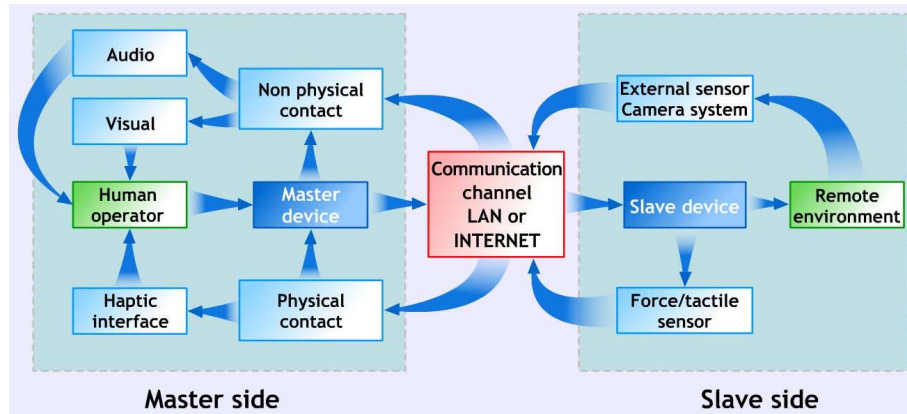 Audio
Non physical
contact
External sensor
Camera system
Visual
Communication
channel
LAN or
INTERNET
Human
operator
Master
device
Slave device
Remote
environment
Haptic
interface
Physical
contact
Force/tactile
sensor
Master side
Slave side